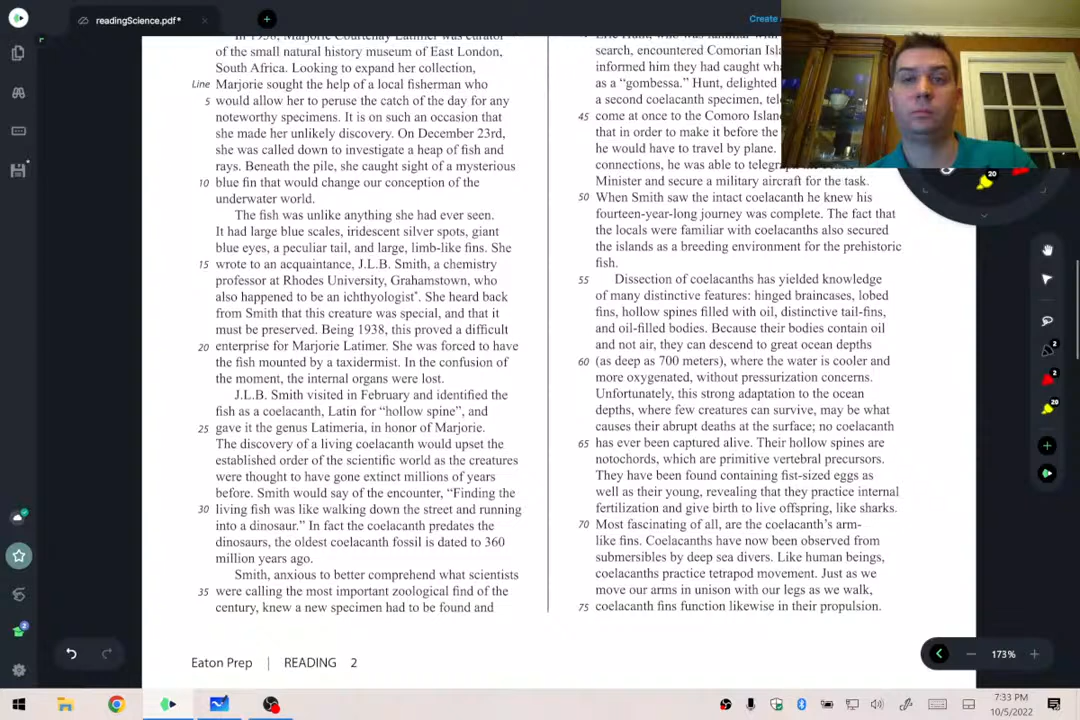 readingScience.pdf*
Create
In 1938, Marjorie Courtenay Latimer was curator
of the small natural history museum of East London,
South Africa. Looking to expand her collection,
Line Marjorie sought the help of a local fisherman who
5 would allow her to peruse the catch of the day for any
noteworthy specimens. It is on such an occasion that
she made her unlikely discovery. On December 23rd,
she was called down to investigate a heap of fish and
rays. Beneath the pile, she caught sight of a mysterious
10 blue fin that would change our conception of the
underwater world.
The fish was unlike anything she had ever seen.
It had large blue scales, iridescent silver spots, giant
blue eyes, a peculiar tail, and large, limb-like fins. She
15 wrote to an acquaintance, J.L.B. Smith, a chemistry
professor at Rhodes University, Grahamstown, who
also happened to be an ichthyologist*. She heard back
from Smith that this creature was special, and that it
must be preserved. Being 1938, this proved a difficult
20 enterprise for Marjorie Latimer. She was forced to have
the fish mounted by a taxidermist. In the confusion of
the moment, the internal organs were lost.
J.L.B. Smith visited in February and identified the
fish as a coelacanth, Latin for “hollow spine”, and
25 gave it the genus Latimeria, in honor of Marjorie.
The discovery of a living coelacanth would upset the
established order of the scientific world as the creatures
were thought to have gone extinct millions of years
before. Smith would say of the encounter, “Finding the
30 living fish was like walking down the street and running
into a dinosaur.” In fact the coelacanth predates the
dinosaurs, the oldest coelacanth fossil is dated to 360
million years ago.
Smith, anxious to better comprehend what scientists
35 were calling the most important zoological find of the
century, knew a new specimen had to be found and
Eric Hunt, who was familiar with
search, encountered Comorian
informed him they had caught
as a “gombessa.” Hunt, delighted
a second coelacanth specimen,
45 come at once to the Comoro
that in order to make it before the
he would have to travel by plane.
connections, he was able to
Minister and secure a military aircraft for the task.
50 When Smith saw the intact coelacanth he knew his
fourteen-year-long journey was complete. The fact that
the locals were familiar with coelacanths also secured
the islands as a breeding environment for the prehistoric
fish.
55 Dissection of coelacanths has yielded knowledge
of many distinctive features: hinged braincases, lobed
fins, hollow spines filled with oil, distinctive tail-fins,
and oil-filled bodies. Because their bodies contain oil
and not air, they can descend to great ocean depths
60 (as deep as 700 meters), where the water is cooler and
more oxygenated, without pressurization concerns.
Unfortunately, this strong adaptation to the ocean
depths, where few creatures can survive, may be what
causes their abrupt deaths at the surface; no coelacanth
65 has ever been captured alive. Their hollow spines are
notochords, which are primitive vertebral precursors.
They have been found containing fist-sized eggs as
well as their young, revealing that they practice internal
fertilization and give birth to live offspring, like sharks.
70 Most fascinating of all, are the coelacanth’s arm-
like fins. Coelacanths have now been observed from
submersibles by deep sea divers. Like human beings,
coelacanths practice tetrapod movement. Just as we
move our arms in unison with our legs as we walk,
75 coelacanth fins function likewise in their propulsion.
Eaton Prep | READING 2
20
2
2
20
2
173%
7:33 PM
10/5/2022